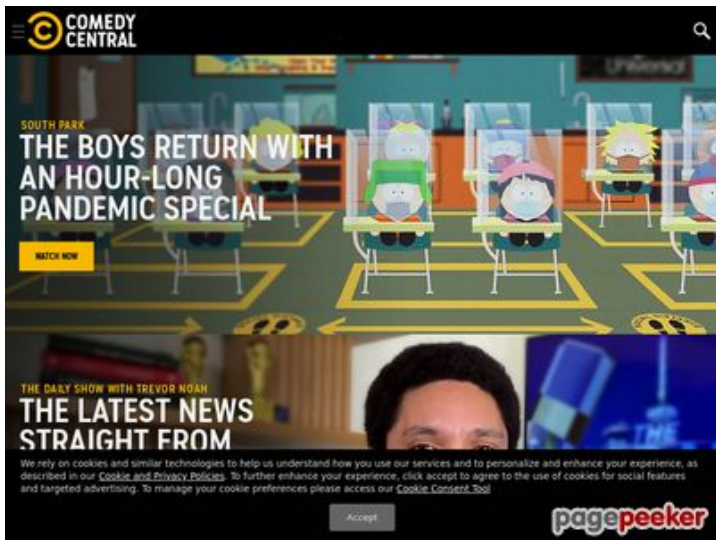 COMEDY
CENTRAL
SOUTH PARK
THE BOYS RETURN WITH
AN HOUR-LONG
PANDEMIC SPECIAL
WATCH NOW
THE DAILY SHOW WITH TREVOR NOAH
THE LATEST NEWS
STRAIGHT FROM
THE
We rely on cookies and similar technologies to help us understand how you use our services and to personalize and enhance your experience, as
described in our Cookie and Privacy Policies. To further enhance your experience, click accept to agree to the use of cookies for social features
and targeted advertising. To manage your cookie preferences please access our Cookie Consent Tool
Accept
pagepeeker